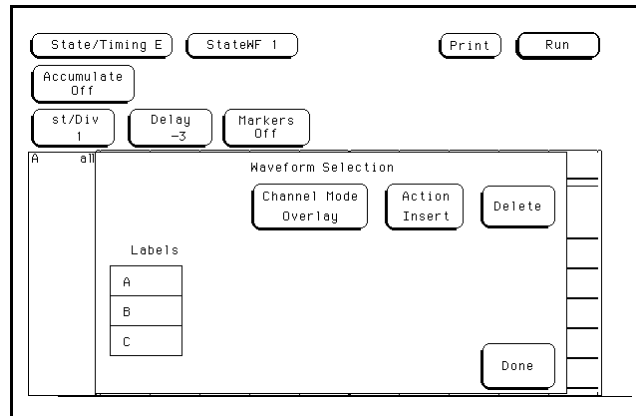 State/Timing E StateWF 1 Print Run
Accumulate
Off
st/Div Delay Markers
1 -3 Off
A all
Waveform Selection
Channel Mode Action Delete
Overlay Insert
Labels
A
B
C
Done